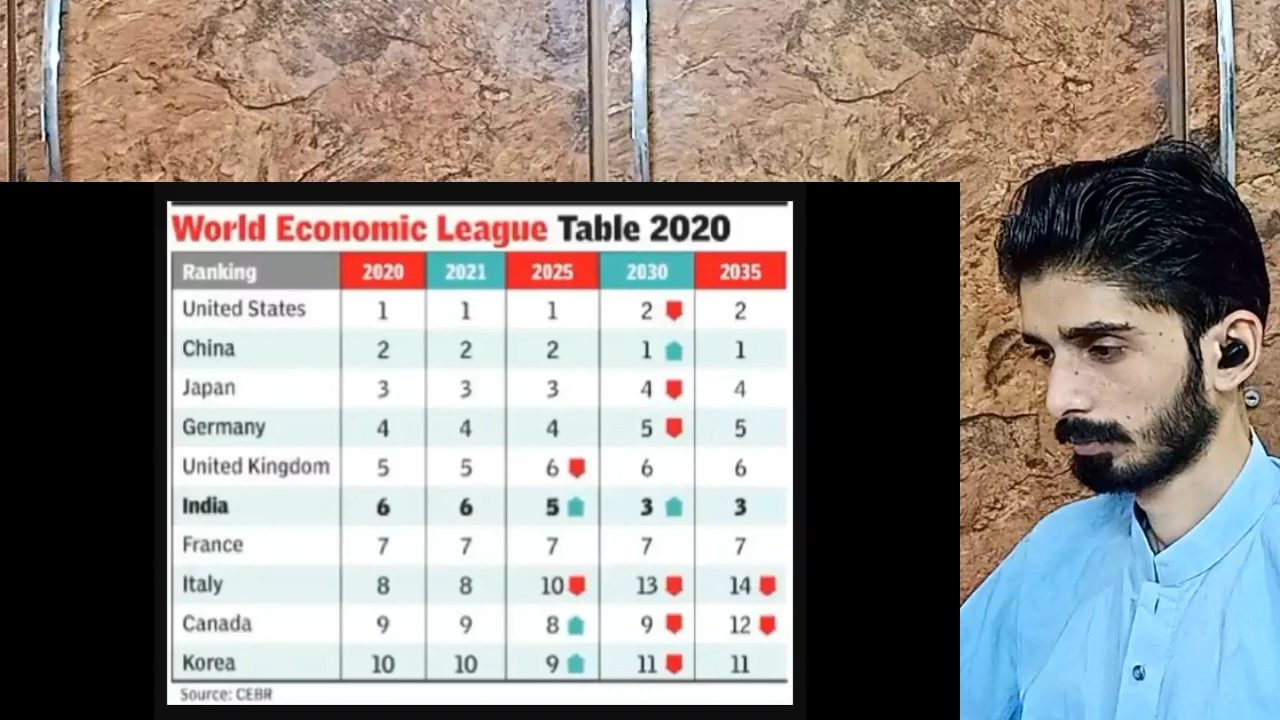 World Economic League Table 2020
Ranking 2020 2021 2025 2030 2035
United States 1 1 1 2 2
China 2 2 2 1 1
Japan 3 3 3 4 4
Germany 4 4 4 5 5
United Kingdom 5 5 6 6 6
India 6 6 5 3 3
France 7 7 7 7 7
Italy 8 8 10 13 14
Canada 9 9 8 9 12
Korea 10 10 9 11 11
Source: CEBR